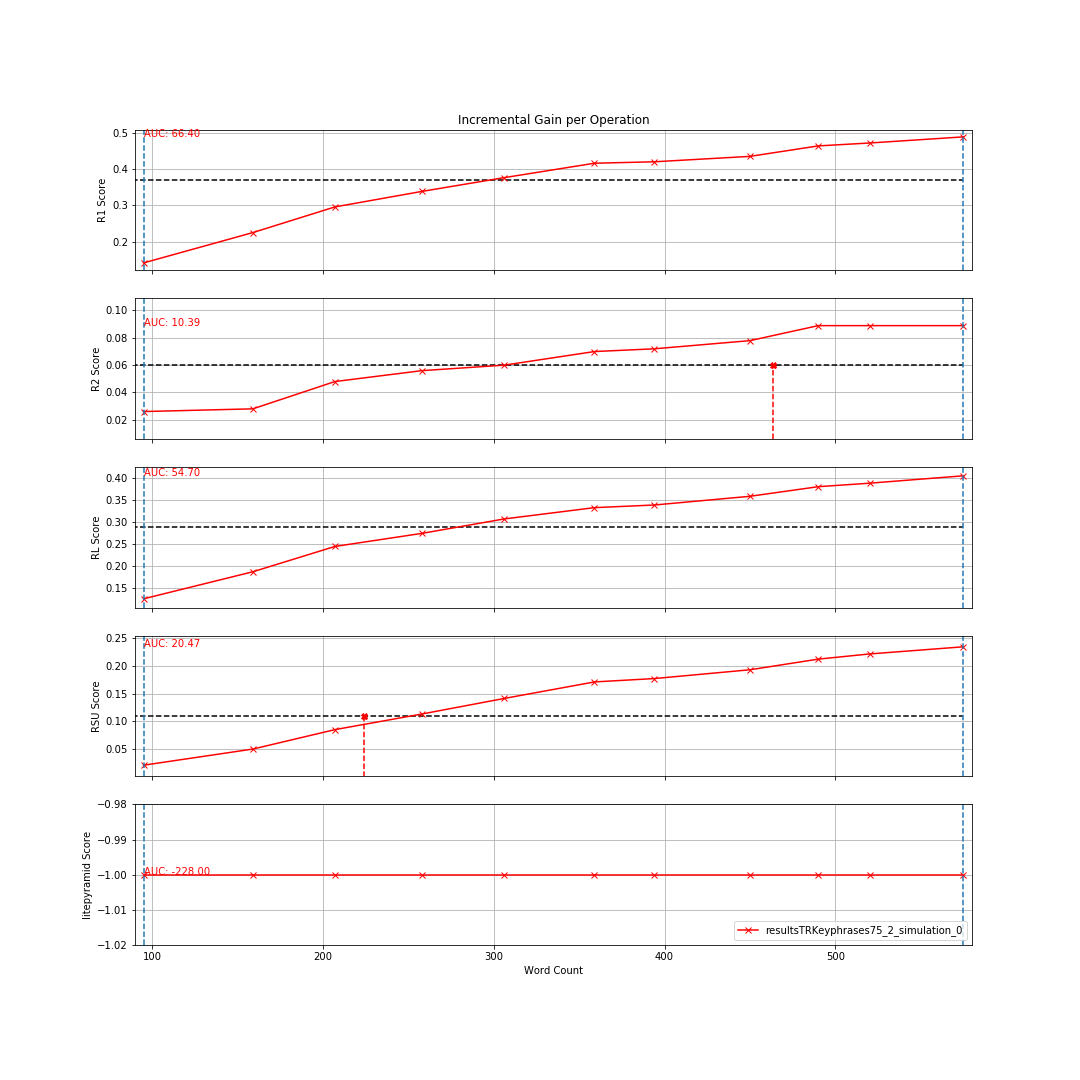 Incremental Gain per Operation
AUC: 66.40
0.5
0.4
0.3
0.2
R1 Score
AUC: 10.39
0.10
0.08
0.06
0.04
0.02
R2 Score
AUC: 54.70
0.40
0.35
0.30
0.25
0.20
0.15
RL Score
AUC: 20.47
0.25
0.20
0.15
0.10
0.05
RSU Score
−0.98
−0.99
−1.00
−1.01
−1.02
litepyramid Score
AUC: -228.00
resultsTRKeyphrases75_2_simulation_0
100 200 300 400 500
Word Count